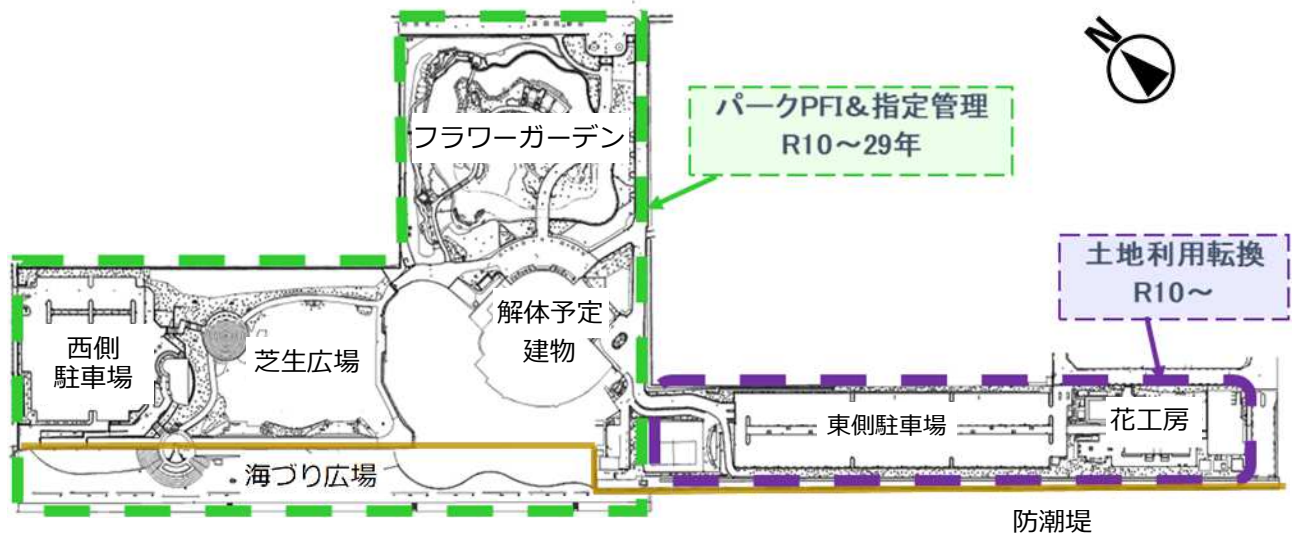 N
パークPFI&指定管理
R10～29年
フラワーガーデン
土地利用転換
R10～
解体予定
建物
西側
駐車場
芝生広場
東側駐車場
花工房
海づり広場
防潮堤